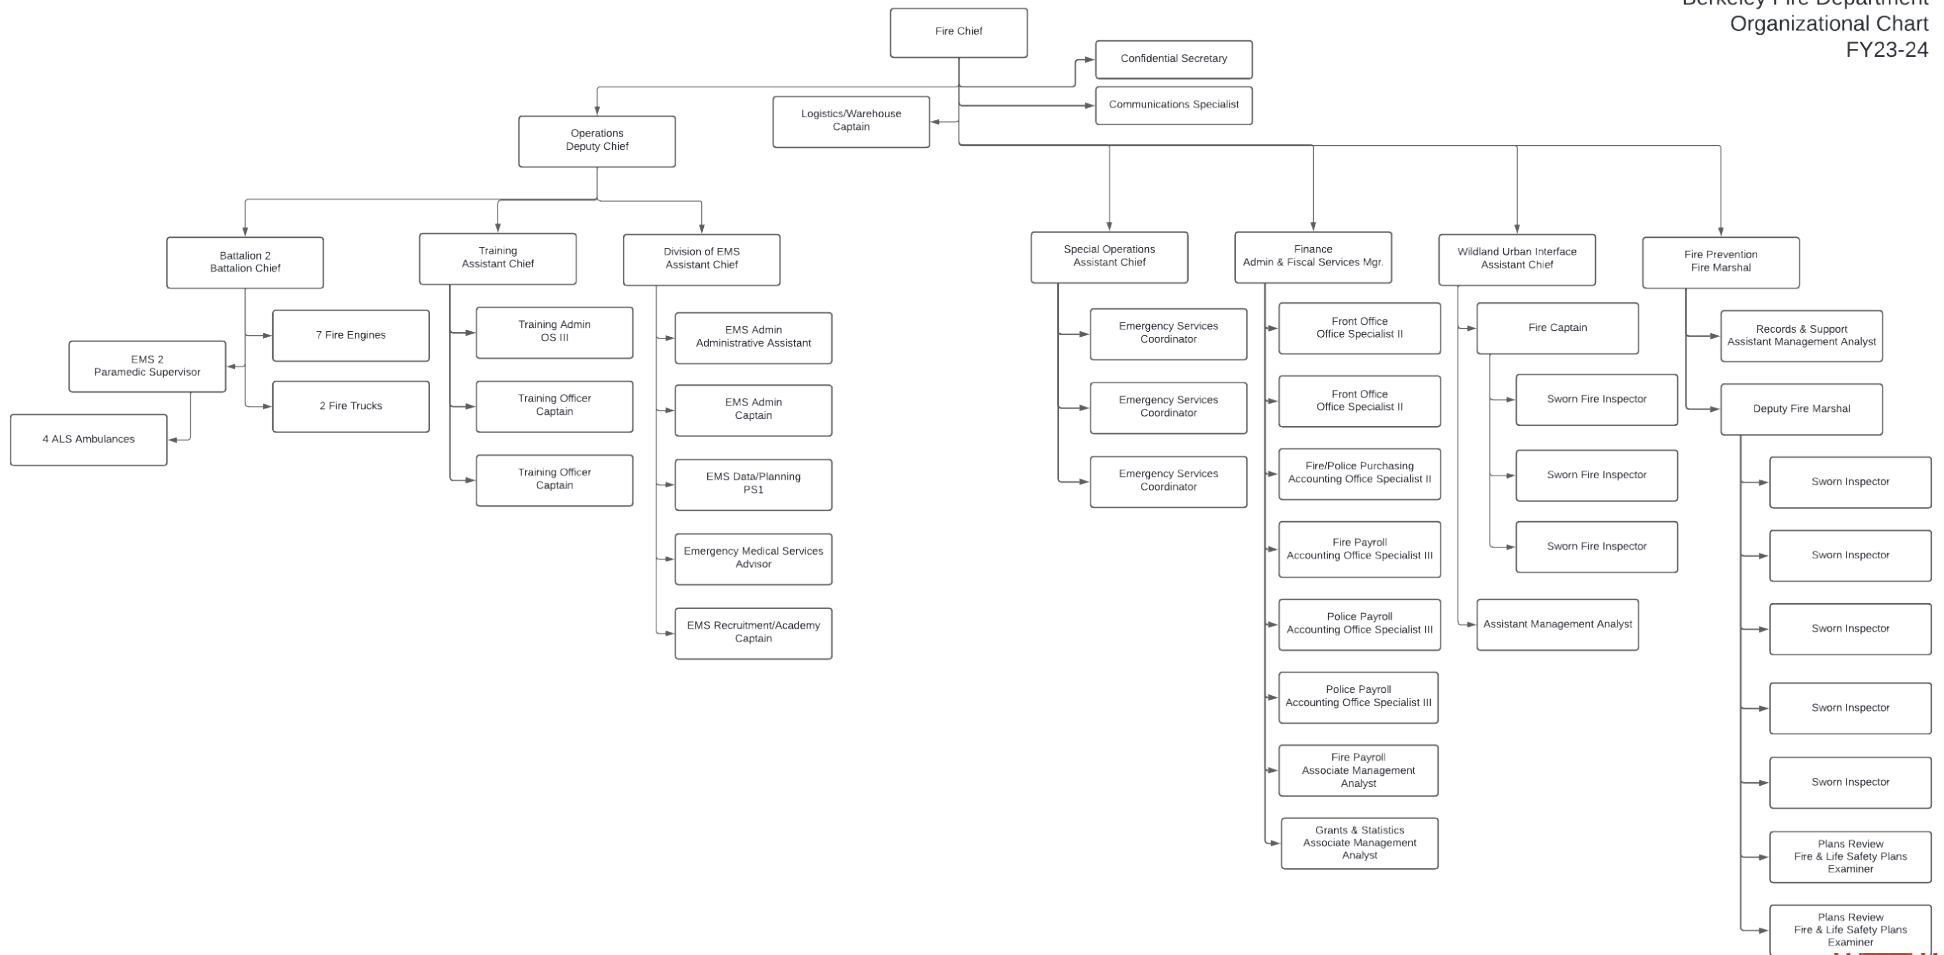 Berkeley Fire Department
Organizational Chart
FY23-24
Fire Chief
Confidential Secretary
Communications Specialist
Logistics/Warehouse
Captain
Operations
Deputy Chief
Battalion 2
Battalion Chief
7 Fire Engines
EMS 2
Paramedic Supervisor
2 Fire Trucks
4 ALS Ambulances
Training
Assistant Chief
Training Admin
OS III
Training Officer
Captain
Training Officer
Captain
Division of EMS
Assistant Chief
EMS Admin
Administrative Assistant
EMS Admin
Captain
EMS Data/Planning
PS1
Emergency Medical Services
Advisor
EMS Recruitment/Academy
Captain
Special Operations
Assistant Chief
Emergency Services
Coordinator
Emergency Services
Coordinator
Emergency Services
Coordinator
Finance
Admin & Fiscal Services Mgr.
Front Office
Office Specialist II
Front Office
Office Specialist II
Fire/Police Purchasing
Accounting Office Specialist II
Fire Payroll
Accounting Office Specialist III
Police Payroll
Accounting Office Specialist III
Police Payroll
Accounting Office Specialist III
Fire Payroll
Associate Management
Analyst
Grants & Statistics
Associate Management
Analyst
Wildland Urban Interface
Assistant Chief
Fire Captain
Sworn Fire Inspector
Sworn Fire Inspector
Sworn Fire Inspector
Assistant Management Analyst
Fire Prevention
Fire Marshal
Records & Support
Assistant Management Analyst
Deputy Fire Marshal
Sworn Inspector
Sworn Inspector
Sworn Inspector
Sworn Inspector
Sworn Inspector
Plans Review
Fire & Life Safety Plans
Examiner
Plans Review
Fire & Life Safety Plans
Examiner